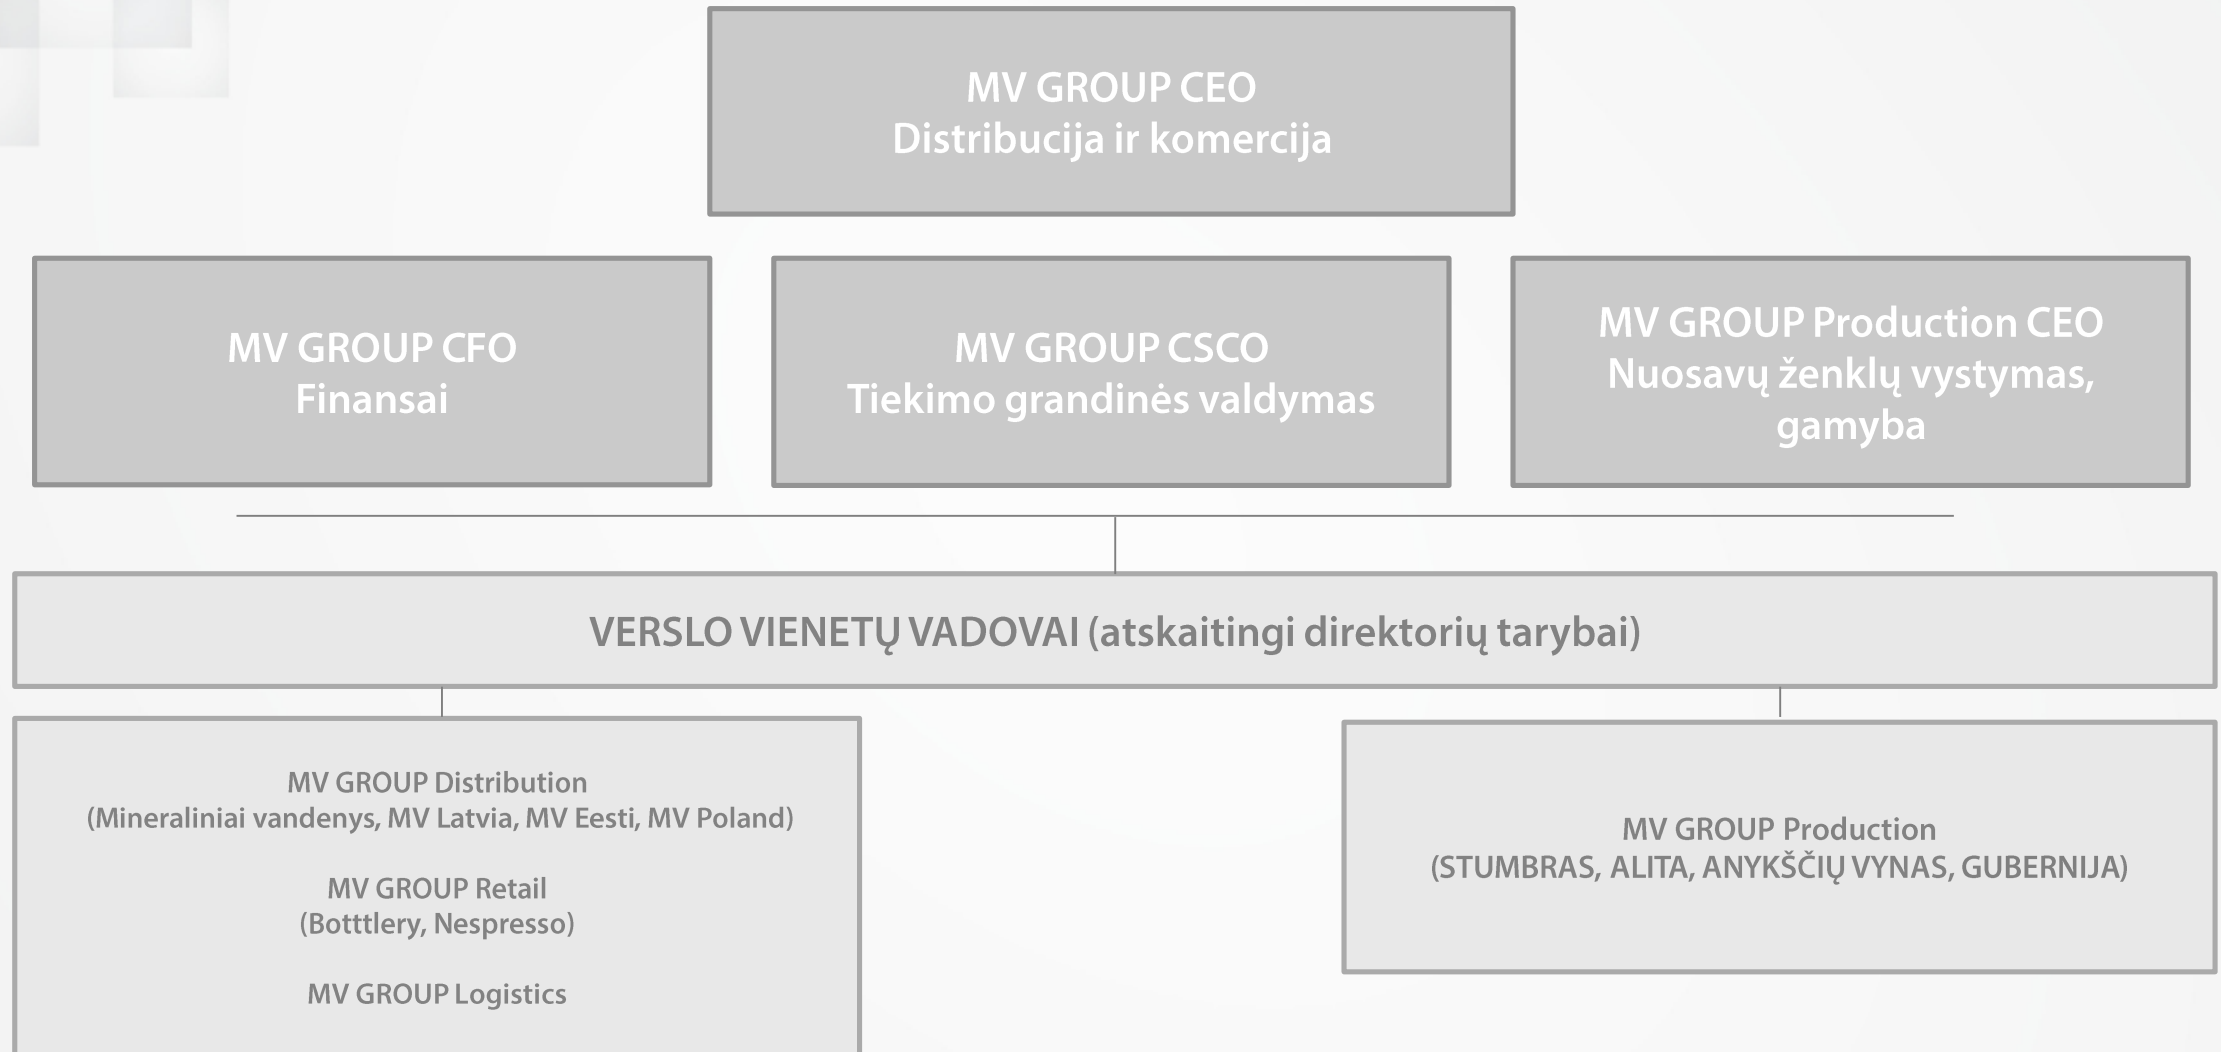 MV GROUP CEO
Distribucija ir komercija
MV GROUP CFO
Finansai
MV GROUP CSCO
Tiekimo grandinės valdymas
MV GROUP Production CEO
Nuosavų ženklų vystymas,
gamyba
VERSLO VIENETŲ VADOVAI (atskaitingi direktorių tarybai)
MV GROUP Distribution
(Mineraliniai vandenys, MV Latvia, MV Eesti, MV Poland)
MV GROUP Retail
(Botttlery, Nespresso)
MV GROUP Logistics
MV GROUP Production
(STUMBRAS, ALITA, ANYKŠČIŲ VYNAS, GUBERNIJA)